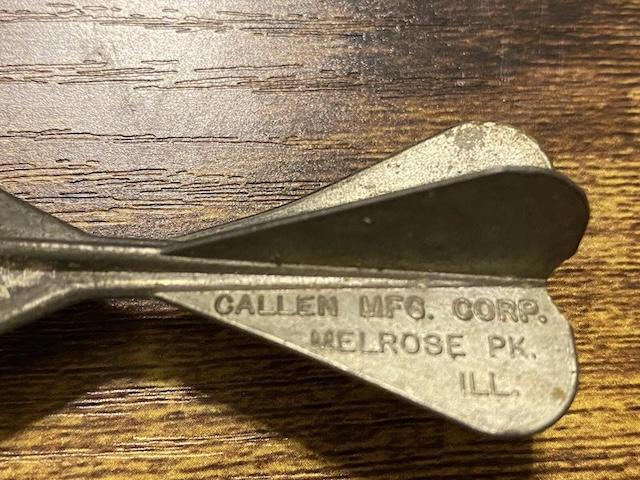 CALLEN MFG. CORP.
MELROSE PK.
ILL.